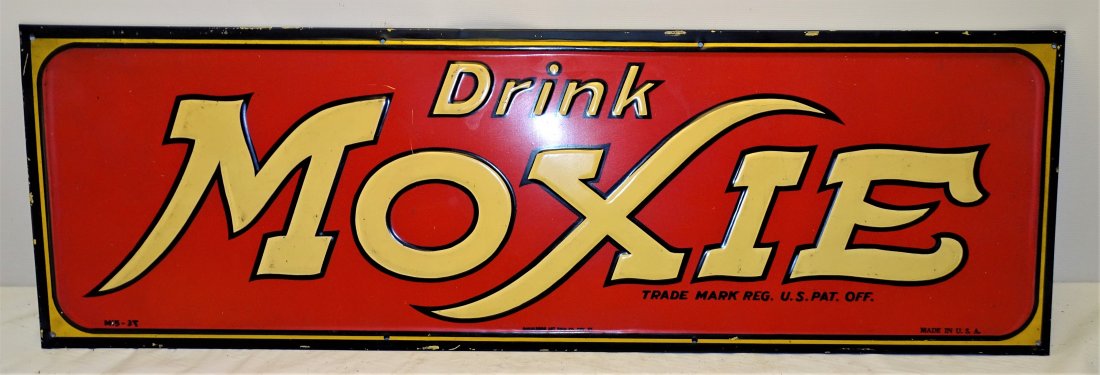 Drink
MOXIE
TRADE MARK REG. U.S. PAT. OFF.
MADE IN U.S.A.